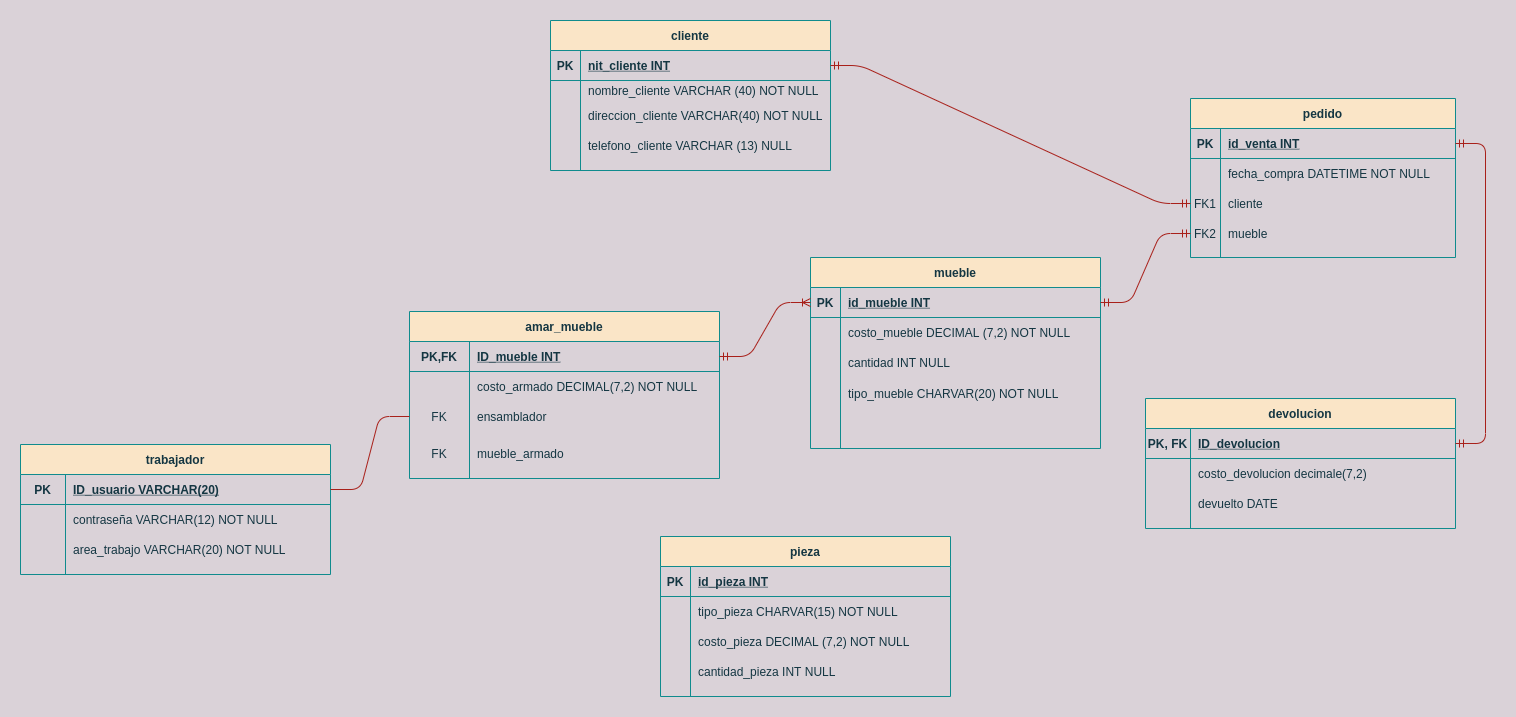 cliente
PK nit_cliente INT
nombre_cliente VARCHAR (40) NOT NULL
direccion_cliente VARCHAR(40) NOT NULL
telefono_cliente VARCHAR (13) NULL
pedido
PK id_venta INT
fecha_compra DATETIME NOT NULL
FK1 cliente
FK2 mueble
mueble
PK id_mueble INT
costo_mueble DECIMAL (7,2) NOT NULL
cantidad INT NULL
tipo_mueble CHARVAR(20) NOT NULL
amar_mueble
PK,FK ID_mueble INT
costo_armado DECIMAL(7,2) NOT NULL
FK ensamblador
FK mueble_armado
devolucion
PK, FK ID_devolucion
costo_devolucion decimale(7,2)
devuelto DATE
trabajador
PK ID_usuario VARCHAR(20)
contraseña VARCHAR(12) NOT NULL
area_trabajo VARCHAR(20) NOT NULL
pieza
PK id_pieza INT
tipo_pieza CHARVAR(15) NOT NULL
costo_pieza DECIMAL (7,2) NOT NULL
cantidad_pieza INT NULL